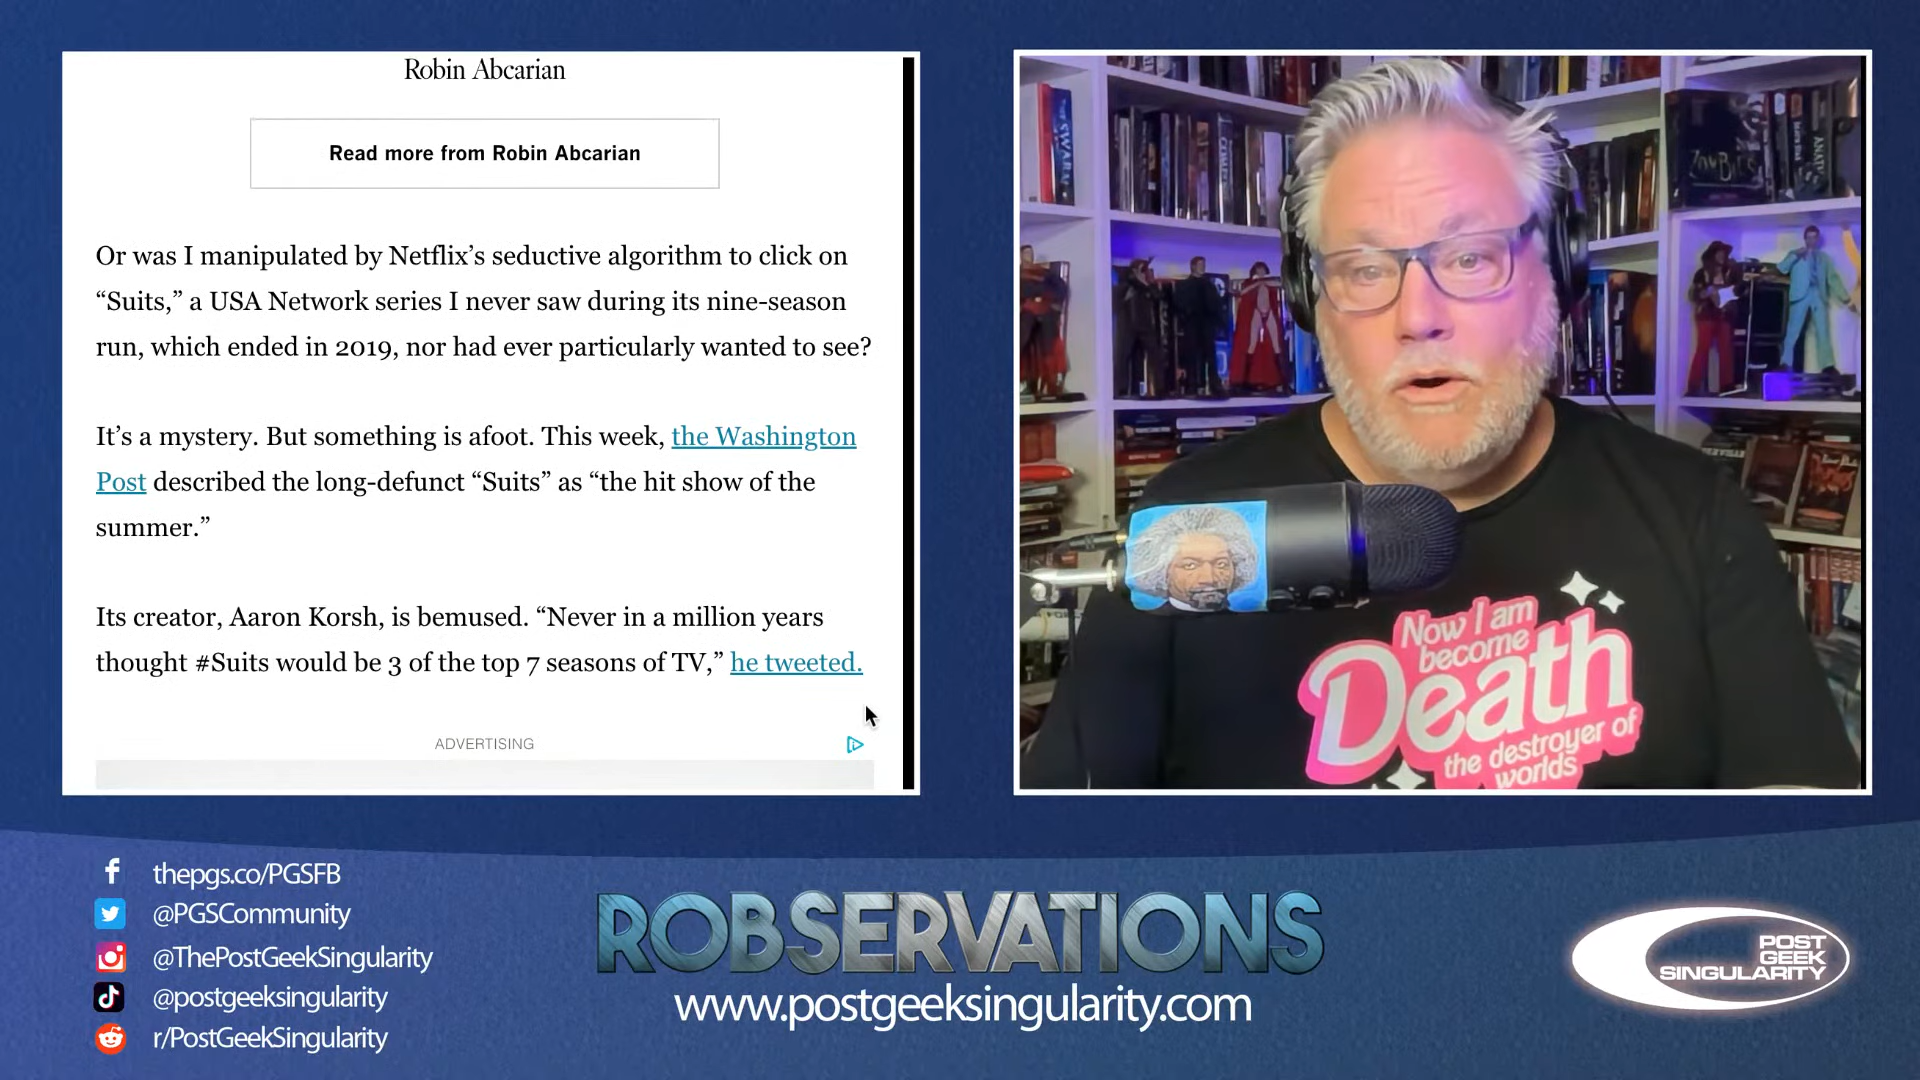 Robin Abcarian
Read more from Robin Abcarian
Or was I manipulated by Netflix’s seductive algorithm to click on
“Suits,” a USA Network series I never saw during its nine-season
run, which ended in 2019, nor had ever particularly wanted to see?
It’s a mystery. But something is afoot. This week, the Washington
Post described the long-defunct “Suits” as “the hit show of the
summer.”
Its creator, Aaron Korsh, is bemused. “Never in a million years
thought #Suits would be 3 of the top 7 seasons of TV,” he tweeted.
ADVERTISING
Now I am
become
Death
the destroyer of
worlds
thepgs.co/PGSFB
@PGSCommunity
@ThePostGeekSingularity
@postgeeksingularity
r/PostGeekSingularity
ROBSERVATIONS
www.postgeeksingularity.com
POST
GEEK
SINGULARITY